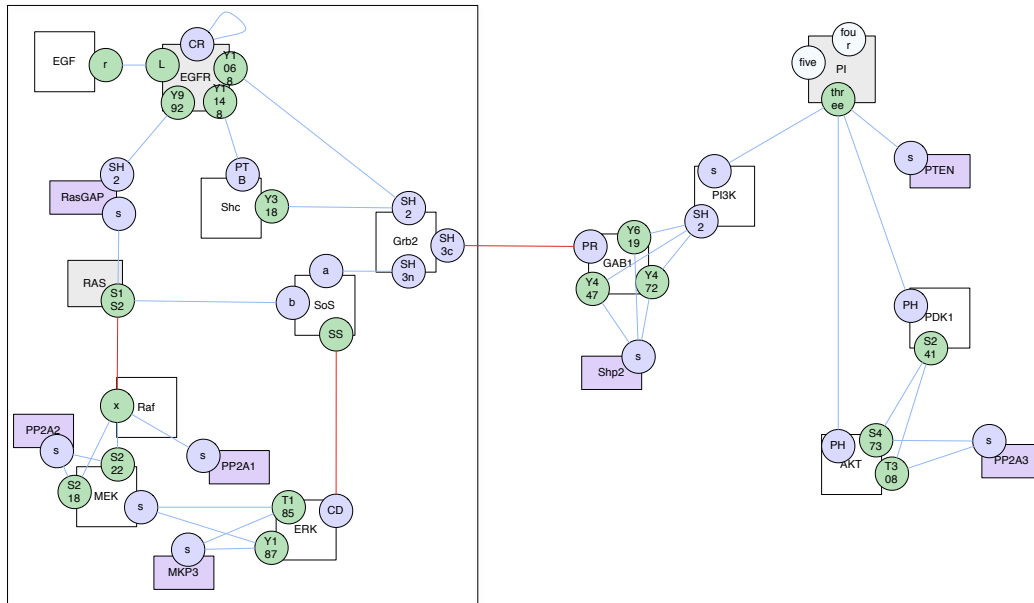 CR
EGF
r
L
EGFR
Y1
06
8
Y9
92
Y1
14
8
SH
2
RasGAP
s
PT
B
Shc
Y3
18
SH
2
Grb2
SH
3c
SH
3n
RAS
S1
S2
a
b
SoS
SS
x
Raf
PP2A2
s
S2
22
S2
18
MEK
s
s
PP2A1
T1
85
CD
ERK
Y1
87
s
MKP3
fou
r
five
PI
thr
ee
s
PTEN
s
PI3K
SH
2
PR
Y6
19
GAB1
Y4
47
Y4
72
s
Shp2
PH
PDK1
S2
41
PH
S4
73
AKT
T3
08
s
PP2A3